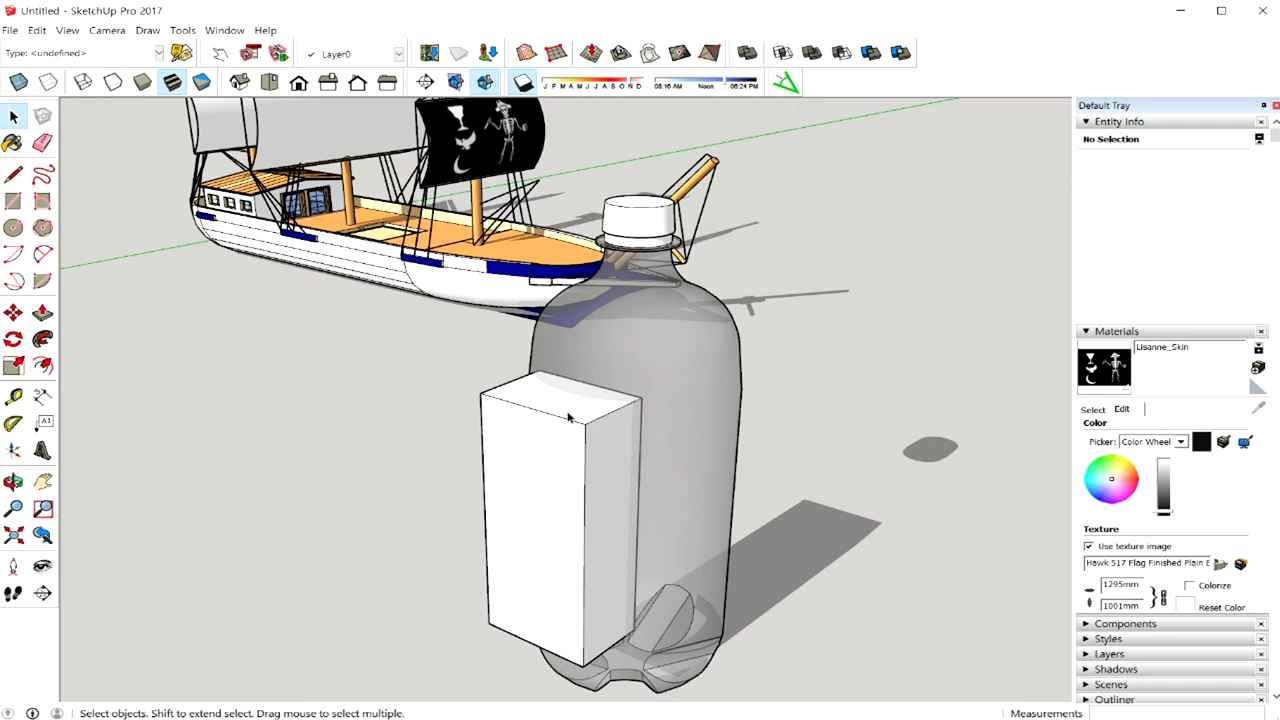 Untitled - SketchUp Pro 2017
File Edit View Camera Draw Tools Window Help
Type: <undefined>
Layer0
J F M A M J J A S O N D
08:16 AM Noon 06:24 PM
A1
Default Tray
Entity Info
No Selection
Materials
Lisanne_Skin
Select Edit
Color
Picker: Color Wheel
Texture
Use texture image
Hawk 517 Flag Finished Plain E
1295mm
Colorize
1001mm
Reset Color
Components
Styles
Layers
Shadows
Scenes
Outliner
Select objects. Shift to extend select. Drag mouse to select multiple.
Measurements